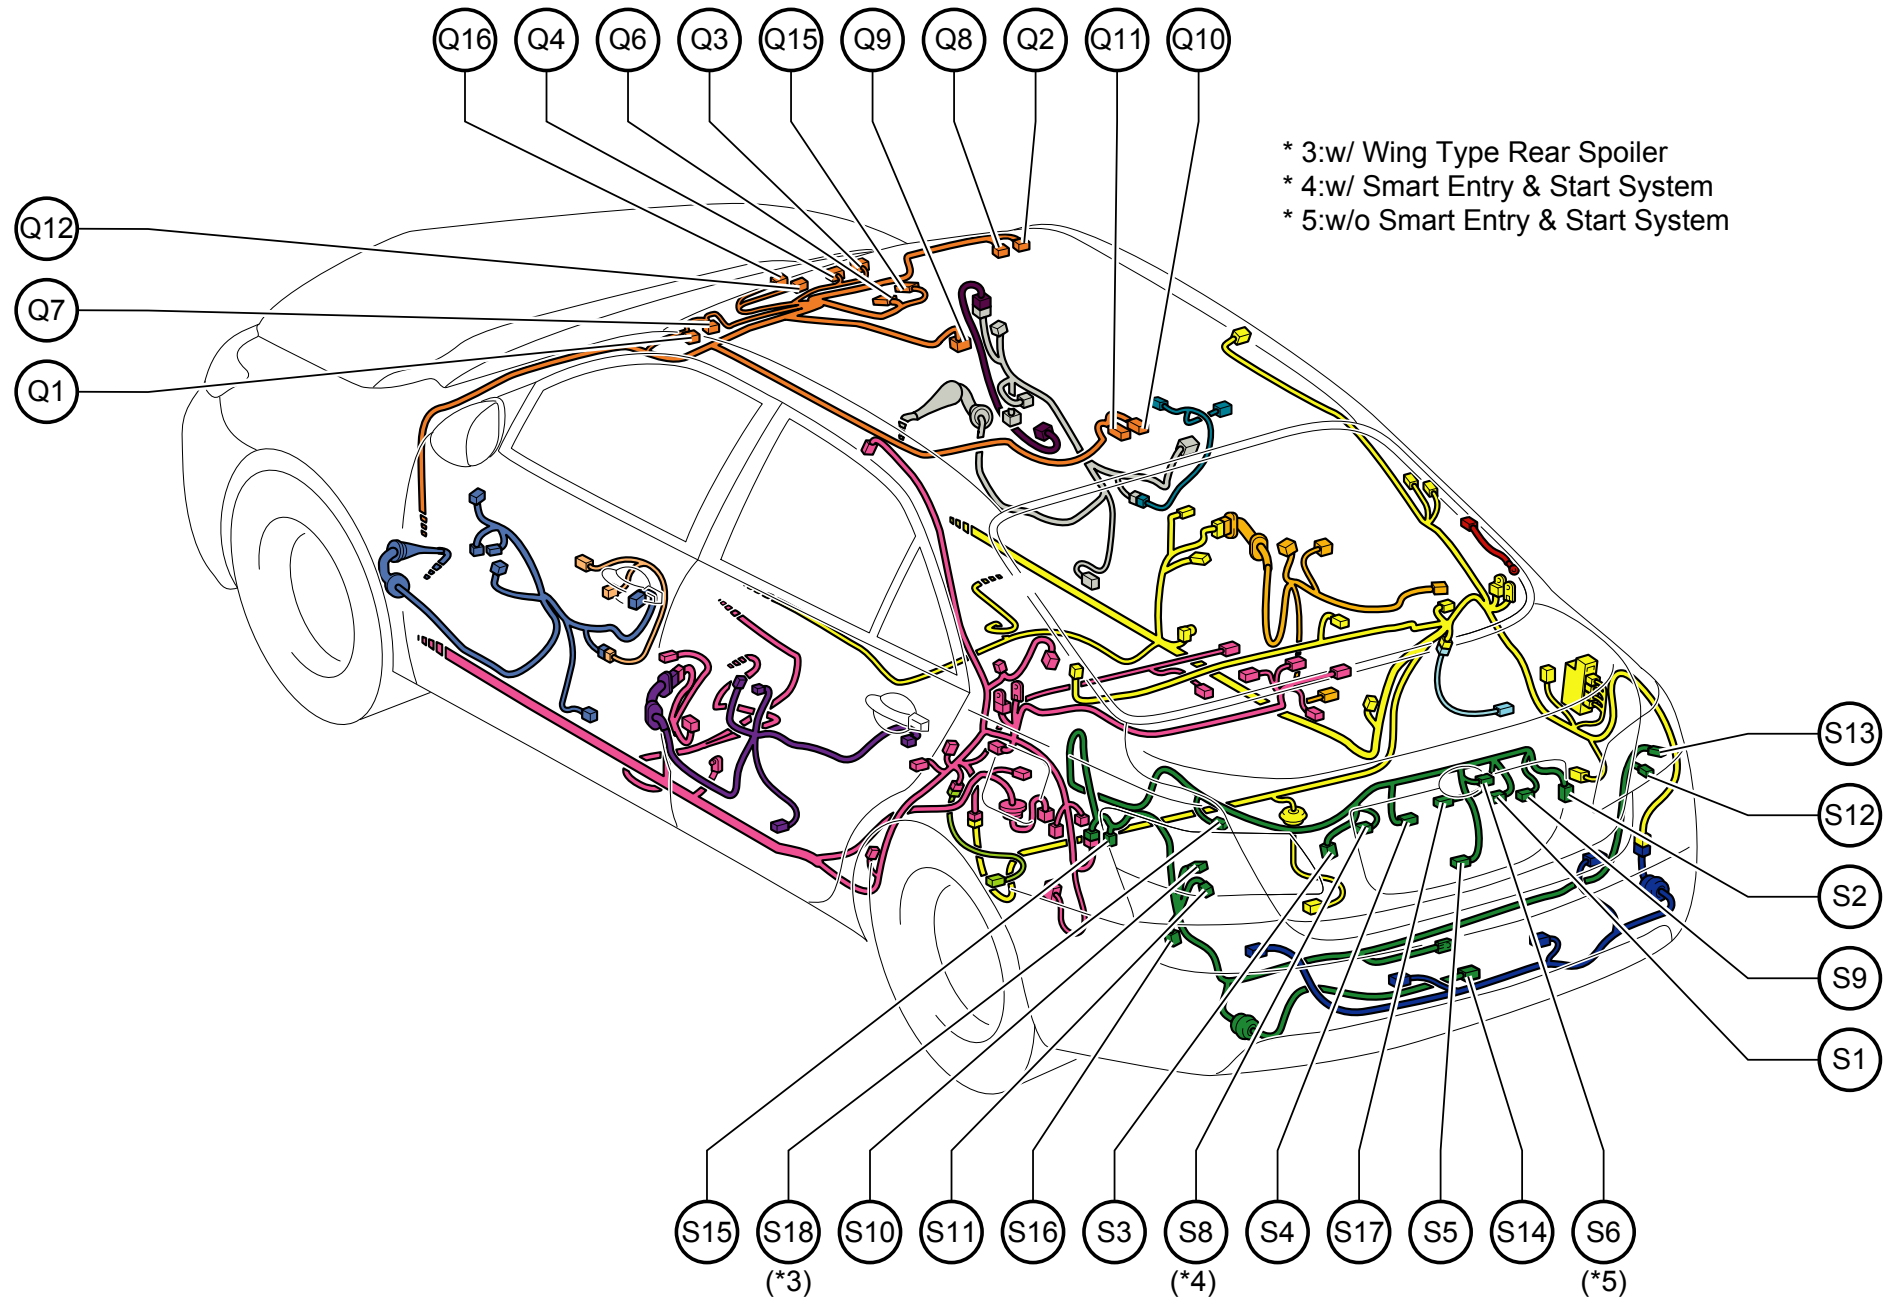 Q16 Q4 Q6 Q3 Q15 Q9 Q8 Q2 Q11 Q10
* 3:w/ Wing Type Rear Spoiler
* 4:w/ Smart Entry & Start System
* 5:w/o Smart Entry & Start System
Q12
Q7
Q1
S13
S12
S2
S9
S1
S15 S18 S10 S11 S16 S3 S8 S4 S17 S5 S14 S6
(*3) (*4) (*5)